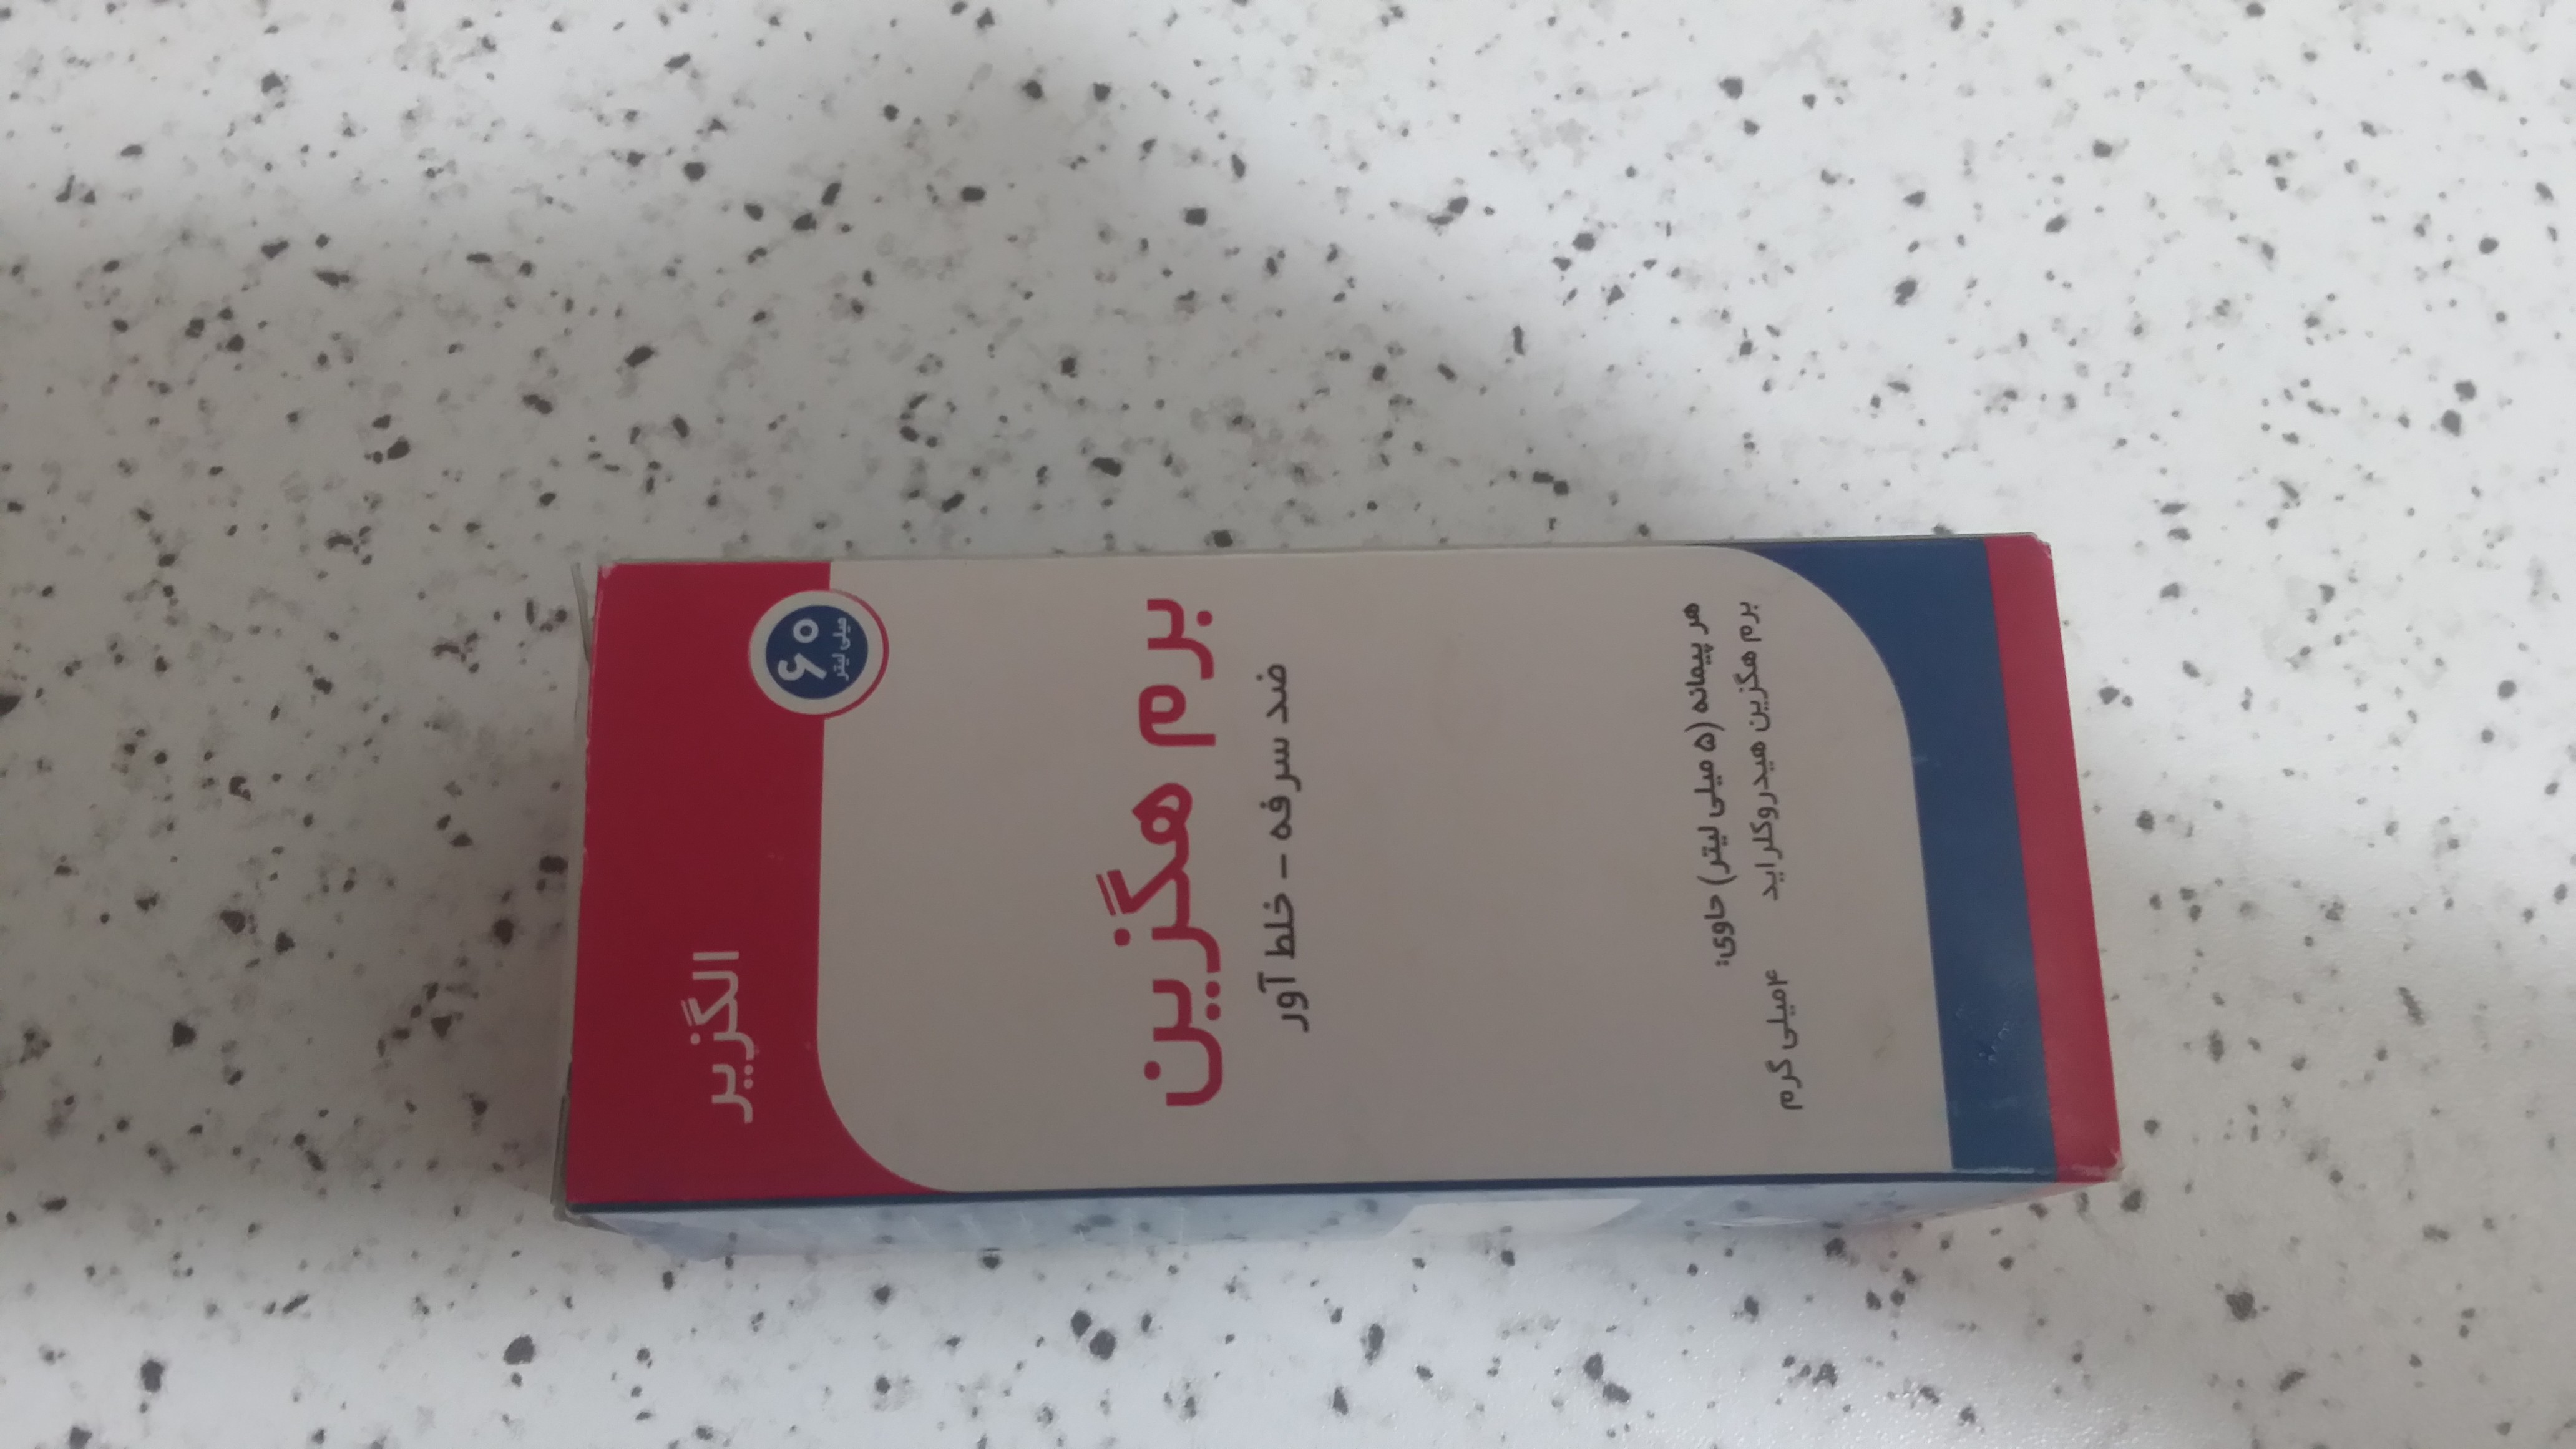 الگزیر
۶۰
میلی لیتر
برم هگزین
ضد سرفه - خلط آور
هر پیمانه (۵ میلی لیتر) حاوی:
برم هگزین هیدروکلراید ۴میلی گرم